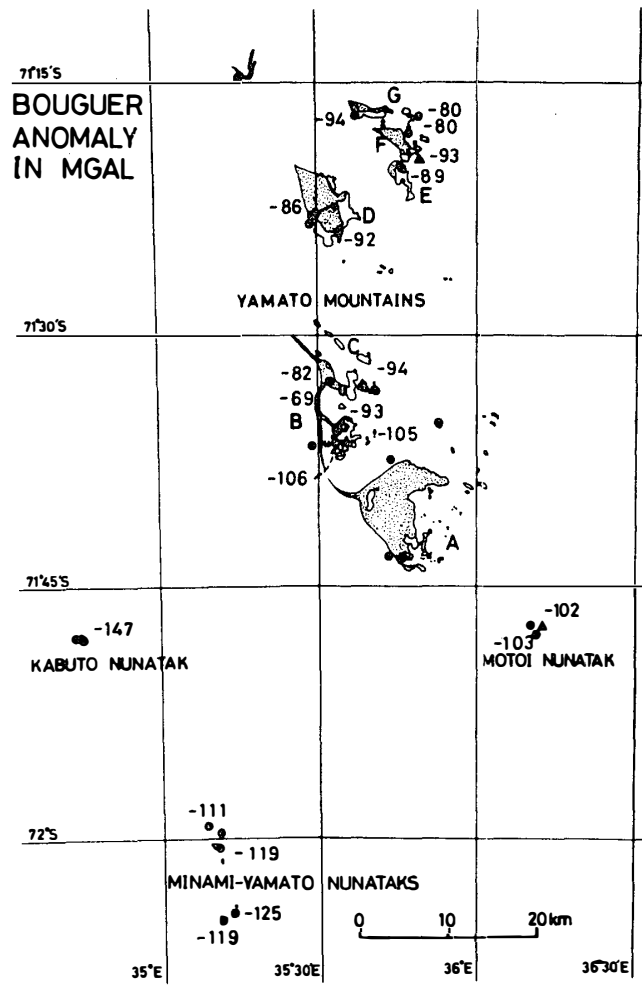 71°15'S
BOUGUER
ANOMALY
IN MGAL
G
-94
-80
-80
F
-93
-89
E
-86
D
-92
YAMATO MOUNTAINS
71°30'S
C
-82
-94
-69
-93
B
-105
-106
A
71°45'S
-147
KABUTO NUNATAK
-102
-103
MOTOI NUNATAK
-111
72°S
-119
MINAMI-YAMATO NUNATAKS
-125
-119
0 10 20km
35°E 35°30'E 36°E 36°30'E